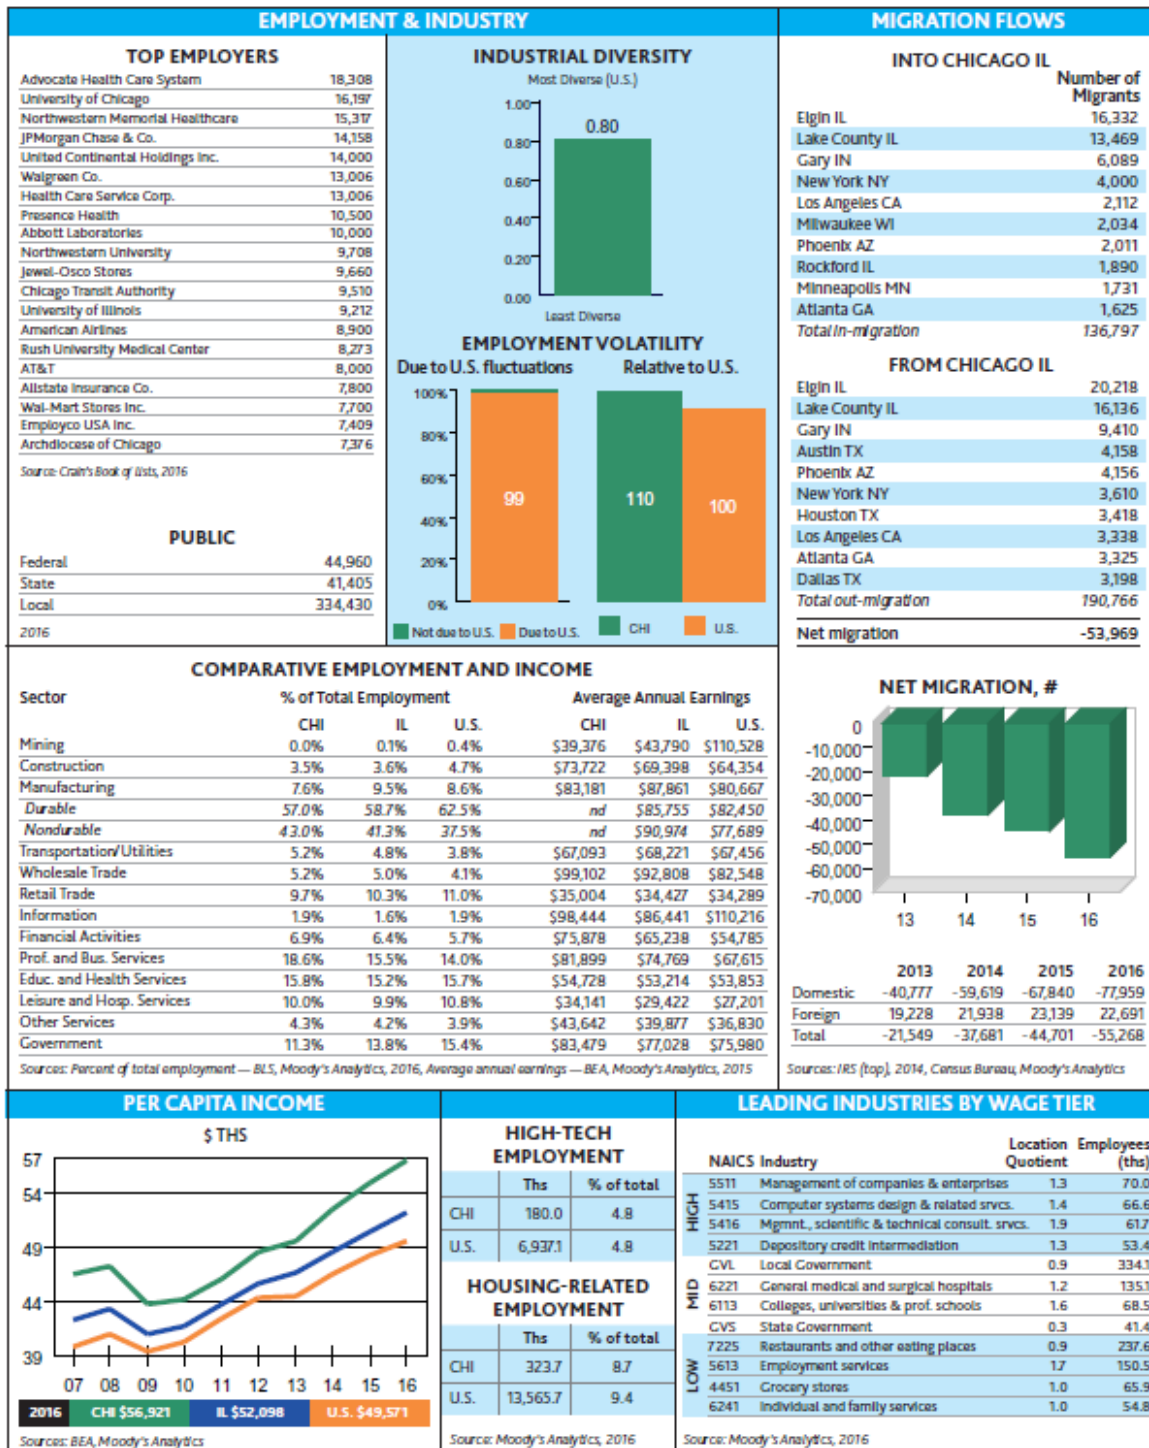 EMPLOYMENT & INDUSTRY
TOP EMPLOYERS
Advocate Health Care System 18,308
University of Chicago 16,197
Northwestern Memorial Healthcare 15,317
JPMorgan Chase & Co. 14,158
United Continental Holdings Inc. 14,000
Walgreen Co. 13,006
Health Care Service Corp. 13,006
Presence Health 10,500
Abbott Laboratories 10,000
Northwestern University 9,708
Jewel-Osco Stores 9,660
Chicago Transit Authority 9,510
University of Illinois 9,212
American Airlines 8,900
Rush University Medical Center 8,273
AT&T 8,000
Allstate Insurance Co. 7,800
Wal-Mart Stores Inc. 7,700
Employco USA Inc. 7,409
Archdiocese of Chicago 7,376
Source: Crain's Book of Lists, 2016
PUBLIC
Federal 44,960
State 41,405
Local 334,430
2016
INDUSTRIAL DIVERSITY
Most Diverse (U.S.)
1.00
0.80
0.80
0.60
0.40
0.20
0.00
Least Diverse
EMPLOYMENT VOLATILITY
Due to U.S. fluctuations Relative to U.S.
100%
80%
60%
40%
20%
0%
99
110 100
Not due to U.S. Due to U.S. CHI U.S.
MIGRATION FLOWS
INTO CHICAGO IL
Number of
Migrants
Elgin IL 16,332
Lake County IL 13,469
Gary IN 6,089
New York NY 4,000
Los Angeles CA 2,112
Milwaukee WI 2,034
Phoenix AZ 2,011
Rockford IL 1,890
Minneapolis MN 1,731
Atlanta GA 1,625
Total in-migration 136,797
FROM CHICAGO IL
Elgin IL 20,218
Lake County IL 16,136
Gary IN 9,410
Austin TX 4,158
Phoenix AZ 4,156
New York NY 3,610
Houston TX 3,418
Los Angeles CA 3,338
Atlanta GA 3,325
Dallas TX 3,198
Total out-migration 190,766
Net migration -53,969
COMPARATIVE EMPLOYMENT AND INCOME
Sector % of Total Employment Average Annual Earnings
CHI IL U.S. CHI IL U.S.
Mining 0.0% 0.1% 0.4% $39,376 $43,790 $110,528
Construction 3.5% 3.6% 4.7% $73,722 $69,398 $64,354
Manufacturing 7.6% 9.5% 8.6% $83,181 $87,861 $80,667
Durable 57.0% 58.7% 62.5% nd $85,755 $82,450
Nondurable 43.0% 41.3% 37.5% nd $90,974 $77,689
Transportation/Utilities 5.2% 4.8% 3.8% $67,093 $68,221 $67,456
Wholesale Trade 5.2% 5.0% 4.1% $99,102 $92,808 $82,548
Retail Trade 9.7% 10.3% 11.0% $35,004 $34,427 $34,289
Information 1.9% 1.6% 1.9% $98,444 $86,441 $110,216
Financial Activities 6.9% 6.4% 5.7% $75,878 $65,238 $54,785
Prof. and Bus. Services 18.6% 15.5% 14.0% $81,899 $74,769 $67,615
Educ. and Health Services 15.8% 15.2% 15.7% $54,728 $53,214 $53,853
Leisure and Hosp. Services 10.0% 9.9% 10.8% $34,141 $29,422 $27,201
Other Services 4.3% 4.2% 3.9% $43,642 $39,877 $36,830
Government 11.3% 13.8% 15.4% $83,479 $77,028 $75,980
Sources: Percent of total employment — BLS, Moody's Analytics, 2016, Average annual earnings — BEA, Moody's Analytics, 2015
NET MIGRATION, #
0
-10,000
-20,000
-30,000
-40,000
-50,000
-60,000
-70,000
13 14 15 16
2013 2014 2015 2016
Domestic -40,777 -59,619 -67,840 -77,959
Foreign 19,228 21,938 23,139 22,691
Total -21,549 -37,681 -44,701 -55,268
Sources: IRS (top), 2014, Census Bureau, Moody's Analytics
PER CAPITA INCOME
$ THS
57
54
49
44
39
07 08 09 10 11 12 13 14 15 16
2016 CHI $56,921 IL $52,098 U.S. $49,571
Sources: BEA, Moody's Analytics
HIGH-TECH
EMPLOYMENT
Ths % of total
CHI 180.0 4.8
U.S. 6,937.1 4.8
HOUSING-RELATED
EMPLOYMENT
Ths % of total
CHI 323.7 8.7
U.S. 13,565.7 9.4
Source: Moody's Analytics, 2016
LEADING INDUSTRIES BY WAGE TIER
Location Employees
NAICS Industry Quotient (ths)
HIGH
5511 Management of companies & enterprises 1.3 70.0
5415 Computer systems design & related srvcs. 1.4 66.6
5416 Mgmnt., scientific & technical consult. srvcs. 1.9 61.7
5221 Depository credit intermediation 1.3 53.4
MID
GVL Local Government 0.9 334.1
6221 General medical and surgical hospitals 1.2 135.1
6113 Colleges, universities & prof. schools 1.6 68.5
GVS State Government 0.3 41.4
LOW
7225 Restaurants and other eating places 0.9 237.6
5613 Employment services 1.7 150.5
4451 Grocery stores 1.0 65.9
6241 Individual and family services 1.0 54.8
Source: Moody's Analytics, 2016